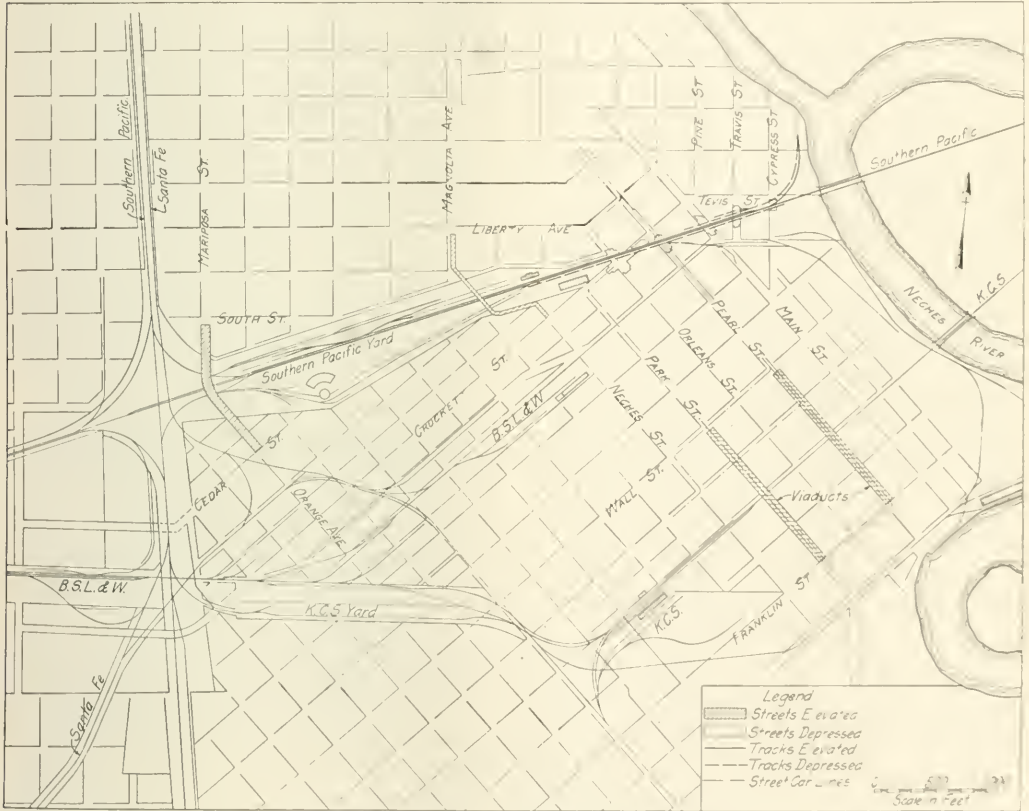 Southern Pacific
Santa Fe
MARIPOSA ST.
MAGNOLIA AVE
PINE ST
TRAVIS ST
CYPRESS ST
Southern Pacific
TEVIS ST.
LIBERTY AVE
SOUTH ST.
Southern Pacific Yard
NECHES RIVER
K.C.S
MAIN ST.
PEARL ST.
ORLEANS ST.
PARK ST.
NECHES ST.
WALL ST.
CROCKET ST.
B.S.L.&W.
CEDAR ST.
ORANGE AVE
Viaducts
B.S.L.&W.
K.C.S Yard
K.C.S.
FRANKLIN ST
Santa Fe
Legend
Streets Elevated
Streets Depressed
Tracks Elevated
Tracks Depressed
Street Car Lines
Scale in Feet